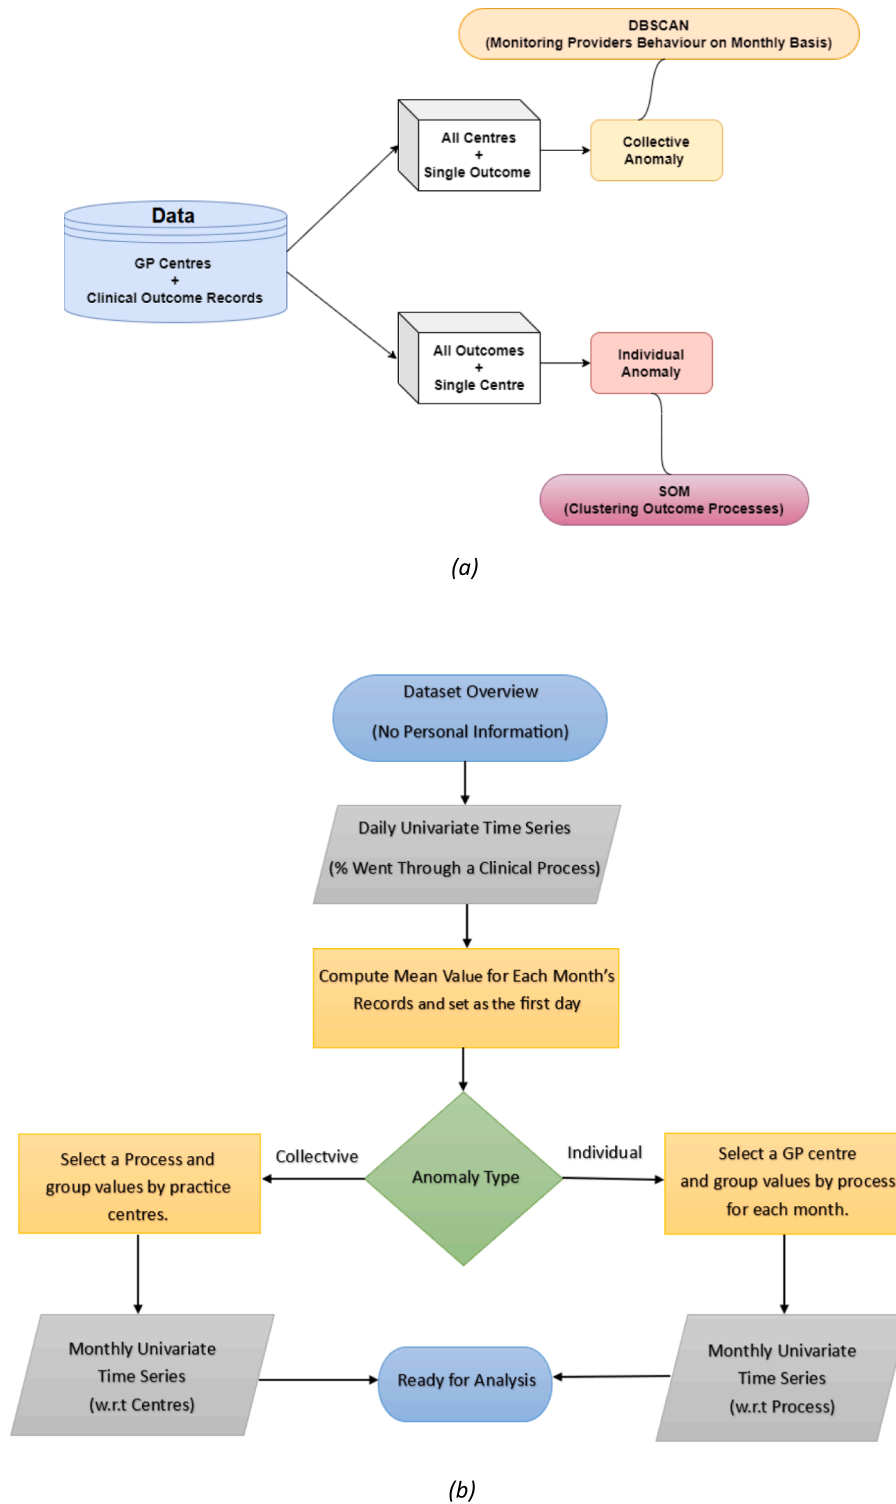 DBSCAN
(Monitoring Providers Behaviour on Monthly Basis)
All Centres
+
Single Outcome
Collective
Anomaly
Data
GP Centres
+
Clinical Outcome Records
All Outcomes
+
Single Centre
Individual
Anomaly
SOM
(Clustering Outcome Processes)
(a)
Dataset Overview
(No Personal Information)
Daily Univariate Time Series
(% Went Through a Clinical Process)
Compute Mean Value for Each Month's
Records and set as the first day
Anomaly Type
Collectvive
Individual
Select a Process and
group values by practice
centres.
Select a GP centre
and group values by process
for each month.
Monthly Univariate
Time Series
(w.r.t Centres)
Ready for Analysis
Monthly Univariate
Time Series
(w.r.t Process)
(b)